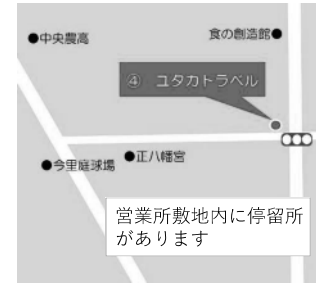 ●中央農高
食の創造館●
④ ユタカトラベル
●今里庭球場
●正八幡宮
営業所敷地内に停留所
があります